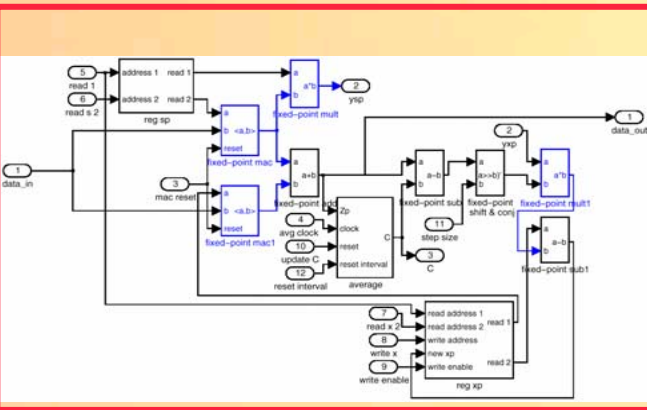 5
read 1
6
read s 2
address 1 read 1
address 2 read 2
reg sp
a
b
a*b
fixed-point mult
2
ysp
1
data_out
a
b <a,b>
reset
fixed-point mac
1
data_in
3
mac reset
a
b <a,b>
reset
fixed-point mac1
a
b
a+b
fixed-point add
a
b
a-b
fixed-point sub
a
b
a>>b)'
fixed-point
shift & conj
2
yxp
a
b
a*b
fixed-point mult1
4
avg clock
10
update C
12
reset interval
Zp
clock
reset
reset interval
C
average
3
C
11
step size
a
b
a-b
fixed-point sub1
7
read x 2
8
write x
9
write enable
read address 1
read address 2
write address
new xp
write enable
read 1
read 2
reg xp